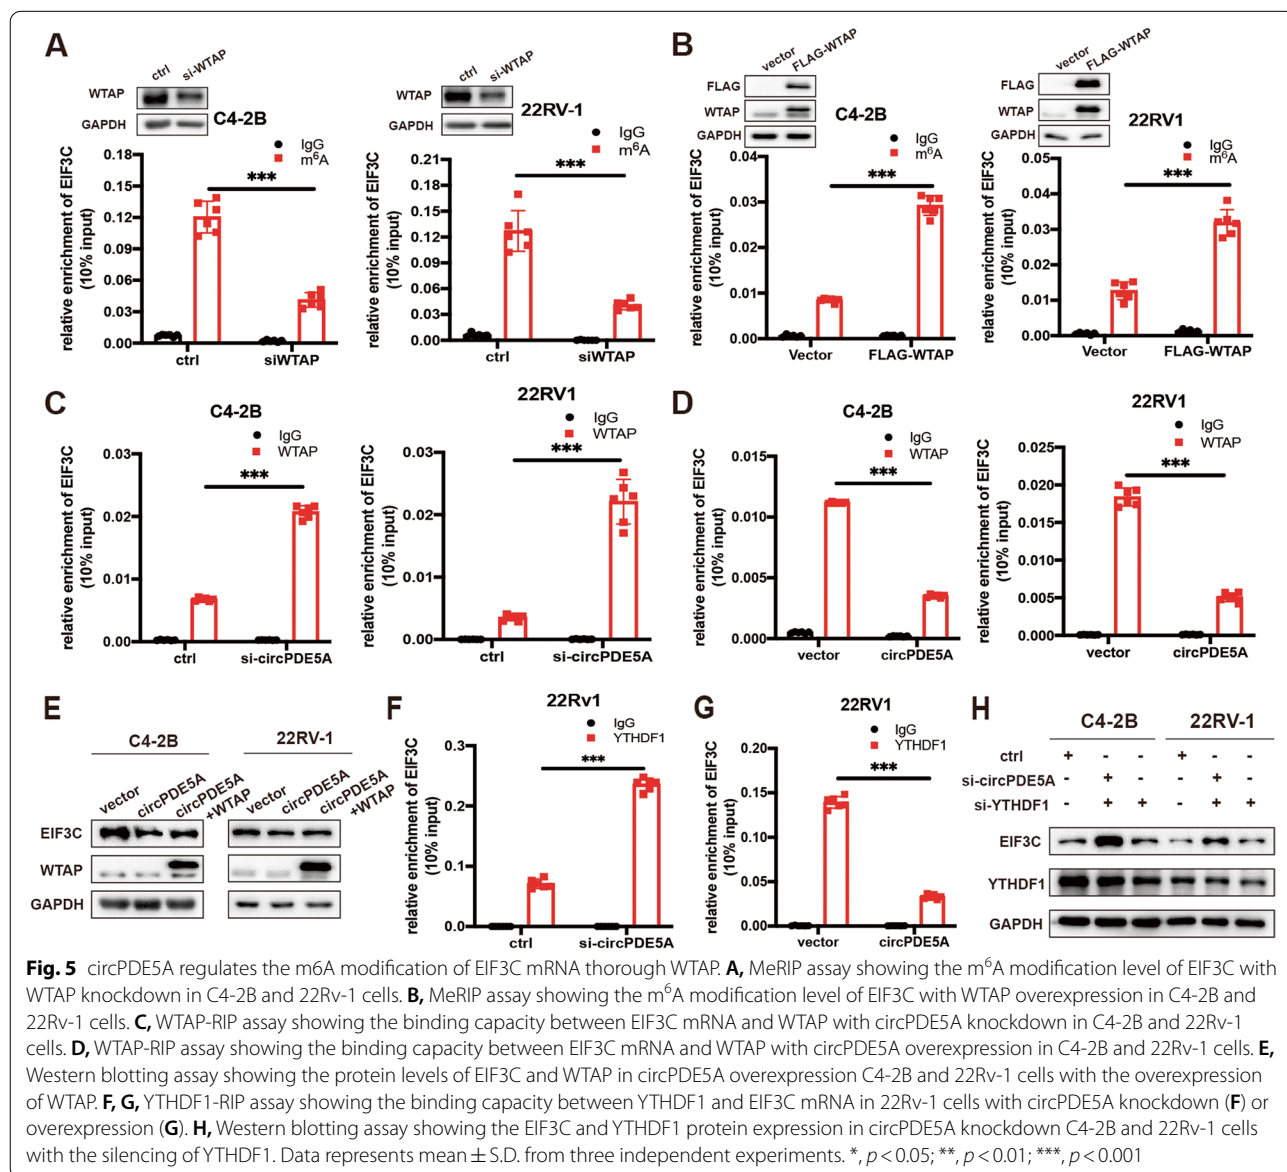 A
ctrl si-WTAP
WTAP
GAPDH
C4-2B
IgG
m6A
relative enrichment of EIF3C
(10% input)
0.18
0.15
0.12
0.09
0.06
0.03
0.00
***
ctrl siWTAP
ctrl si-WTAP
WTAP
GAPDH
22RV-1
IgG
m6A
relative enrichment of EIF3C
(10% input)
0.21
0.18
0.15
0.12
0.09
0.06
0.03
0.00
***
ctrl siWTAP
B
vector FLAG-WTAP
FLAG
WTAP
GAPDH
C4-2B
IgG
m6A
relative enrichment of EIF3C
(10% input)
0.04
0.03
0.02
0.01
0.00
***
Vector FLAG-WTAP
vector FLAG-WTAP
FLAG
WTAP
GAPDH
22RV1
IgG
m6A
relative enrichment of EIF3C
(10% input)
0.05
0.04
0.03
0.02
0.01
0.00
***
Vector FLAG-WTAP
C
C4-2B
IgG
WTAP
relative enrichment of EIF3C
(10% input)
0.03
0.02
0.01
0.00
***
ctrl si-circPDE5A
22RV1
IgG
WTAP
relative enrichment of EIF3C
(10% input)
0.03
0.02
0.01
0.00
***
ctrl si-circPDE5A
D
C4-2B
IgG
WTAP
relative enrichment of EIF3C
(10% input)
0.015
0.010
0.005
0.000
***
vector circPDE5A
22RV1
IgG
WTAP
relative enrichment of EIF3C
(10% input)
0.025
0.020
0.015
0.010
0.005
0.000
***
vector circPDE5A
E
C4-2B 22RV-1
vector circPDE5A circPDE5A +WTAP vector circPDE5A circPDE5A +WTAP
EIF3C
WTAP
GAPDH
F
22Rv1
IgG
YTHDF1
relative enrichment of EIF3C
(10% input)
0.3
0.2
0.1
0.0
***
ctrl si-circPDE5A
G
22RV1
IgG
YTHDF1
relative enrichment of EIF3C
(10% input)
0.20
0.15
0.10
0.05
0.0
***
vector circPDE5A
H
C4-2B 22RV-1
ctrl + - - + - -
si-circPDE5A - + - - + -
si-YTHDF1 - + + - + +
EIF3C
YTHDF1
GAPDH
Fig. 5 circPDE5A regulates the m6A modification of EIF3C mRNA thorough WTAP. A, MeRIP assay showing the m6A modification level of EIF3C with
WTAP knockdown in C4-2B and 22Rv-1 cells. B, MeRIP assay showing the m6A modification level of EIF3C with WTAP overexpression in C4-2B and
22Rv-1 cells. C, WTAP-RIP assay showing the binding capacity between EIF3C mRNA and WTAP with circPDE5A knockdown in C4-2B and 22Rv-1
cells. D, WTAP-RIP assay showing the binding capacity between EIF3C mRNA and WTAP with circPDE5A overexpression in C4-2B and 22Rv-1 cells. E,
Western blotting assay showing the protein levels of EIF3C and WTAP in circPDE5A overexpression C4-2B and 22Rv-1 cells with the overexpression
of WTAP. F, G, YTHDF1-RIP assay showing the binding capacity between YTHDF1 and EIF3C mRNA in 22Rv-1 cells with circPDE5A knockdown (F) or
overexpression (G). H, Western blotting assay showing the EIF3C and YTHDF1 protein expression in circPDE5A knockdown C4-2B and 22Rv-1 cells
with the silencing of YTHDF1. Data represents mean ± S.D. from three independent experiments. *, p < 0.05; **, p < 0.01; ***, p < 0.001